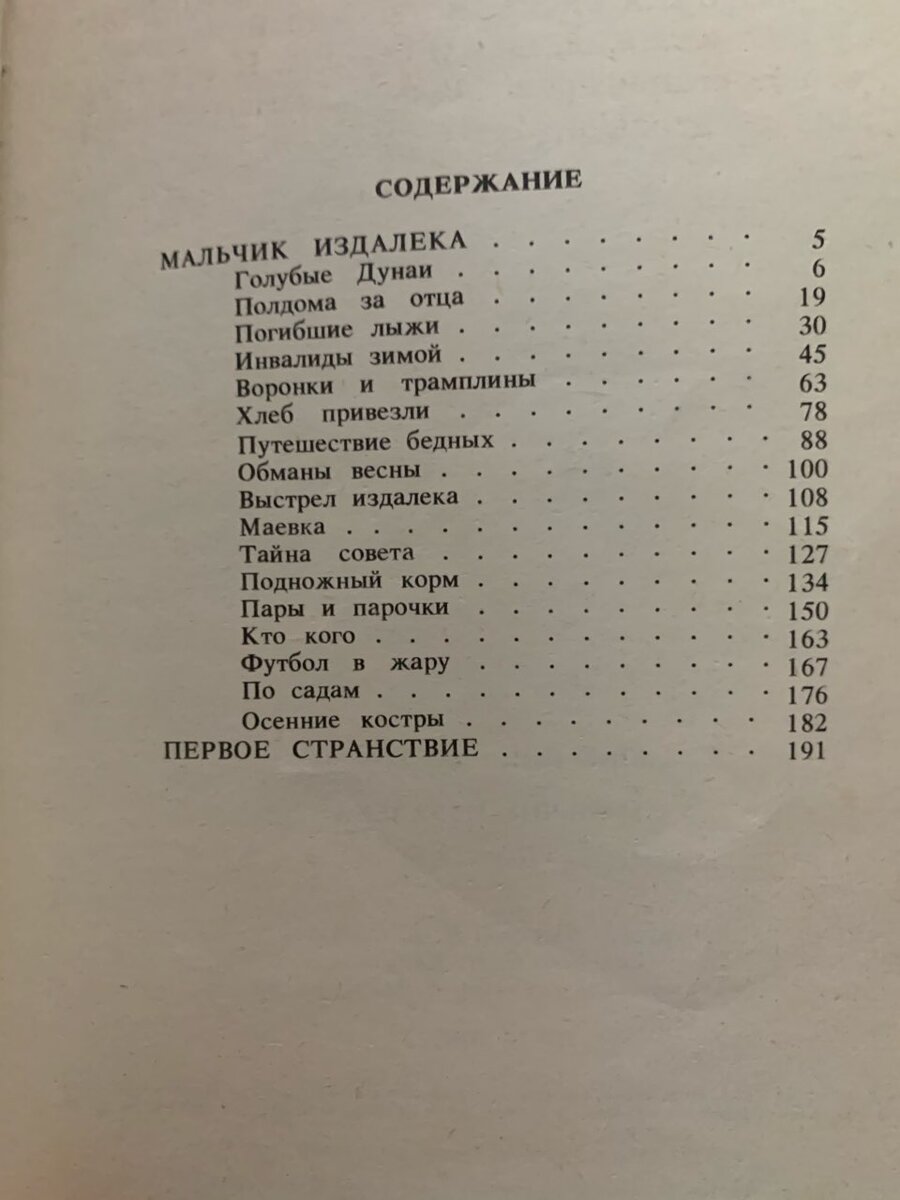 СОДЕРЖАНИЕ
МАЛЬЧИК ИЗДАЛЕКА . . . . . . . . 5
Голубые Дунаи . . . . . . . . . 6
Полдома за отца . . . . . . . . 19
Погибшие лыжи . . . . . . . . . 30
Инвалиды зимой . . . . . . . . . 45
Воронки и трамплины . . . . . . 63
Хлеб привезли . . . . . . . . . 78
Путешествие бедных . . . . . . . . 88
Обманы весны . . . . . . . . . . 100
Выстрел издалека . . . . . . . . . 108
Маевка . . . . . . . . . . . . . 115
Тайна совета . . . . . . . . . . 127
Подножный корм . . . . . . . . . 134
Пары и парочки . . . . . . . . . 150
Кто кого . . . . . . . . . . . . 163
Футбол в жару . . . . . . . . . 167
По садам . . . . . . . . . . . . 176
Осенние костры . . . . . . . . . 182
ПЕРВОЕ СТРАНСТВИЕ . . . . . . . . 191